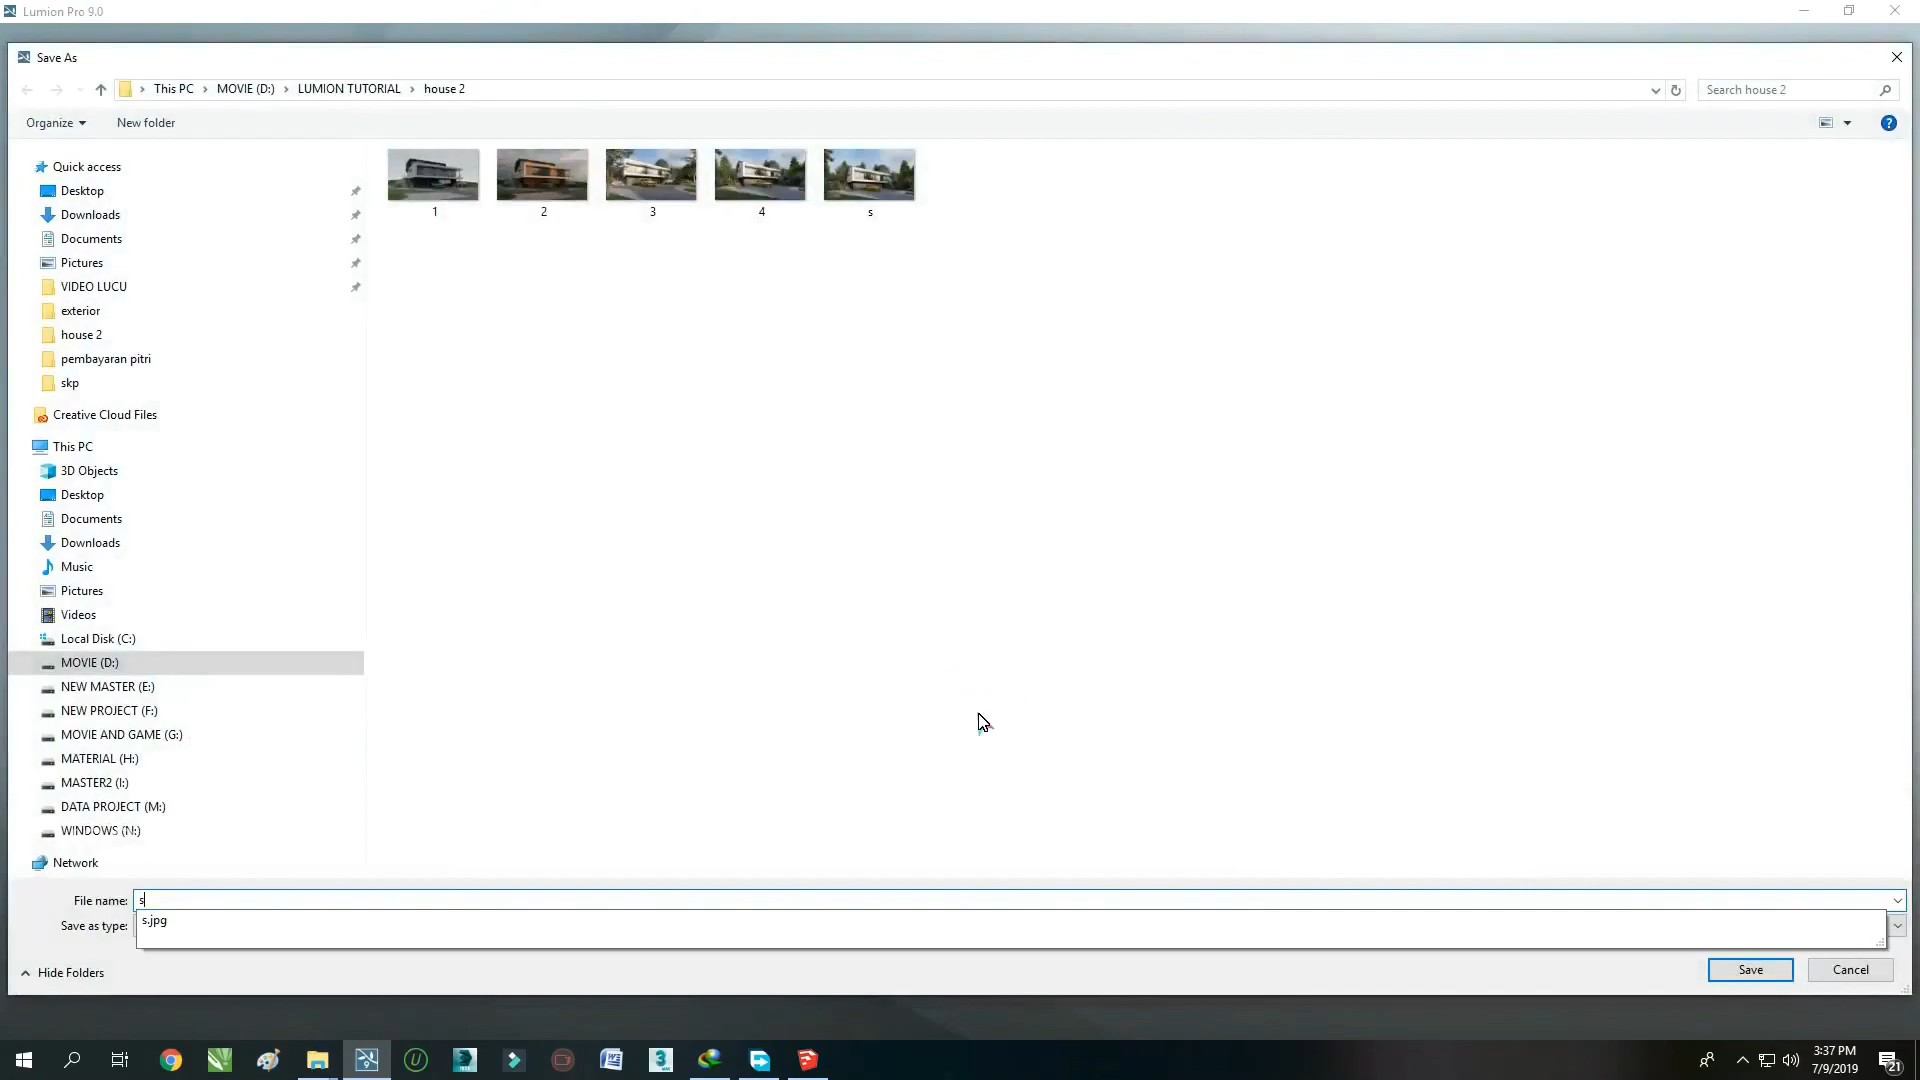 Lumion Pro 9.0
Save As
This PC > MOVIE (D:) > LUMION TUTORIAL > house 2
Search house 2
Organize
New folder
Quick access
Desktop
Downloads
Documents
Pictures
VIDEO LUCU
exterior
house 2
pembayaran pitri
skp
Creative Cloud Files
This PC
3D Objects
Desktop
Documents
Downloads
Music
Pictures
Videos
Local Disk (C:)
MOVIE (D:)
NEW MASTER (E:)
NEW PROJECT (F:)
MOVIE AND GAME (G:)
MATERIAL (H:)
MASTER2 (I:)
DATA PROJECT (M:)
WINDOWS (N:)
Network
1
2
3
4
s
File name: s
s.jpg
Save as type:
Hide Folders
Save
Cancel
3:37 PM
7/9/2019
21